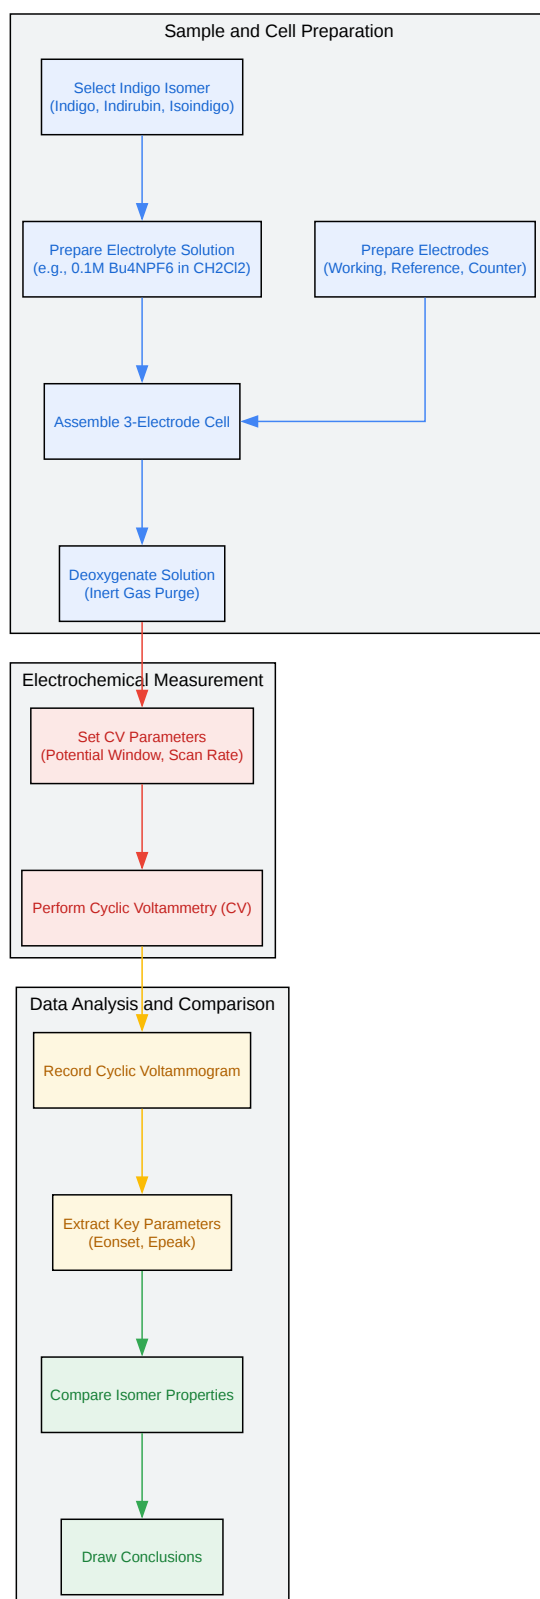 Sample and Cell Preparation
Select Indigo Isomer
(Indigo, Indirubin, Isoindigo)
Prepare Electrolyte Solution
(e.g., 0.1M Bu4NPF6 in CH2Cl2)
Prepare Electrodes
(Working, Reference, Counter)
Assemble 3-Electrode Cell
Deoxygenate Solution
(Inert Gas Purge)
Electrochemical Measurement
Set CV Parameters
(Potential Window, Scan Rate)
Perform Cyclic Voltammetry (CV)
Data Analysis and Comparison
Record Cyclic Voltammogram
Extract Key Parameters
(Eonset, Epeak)
Compare Isomer Properties
Draw Conclusions